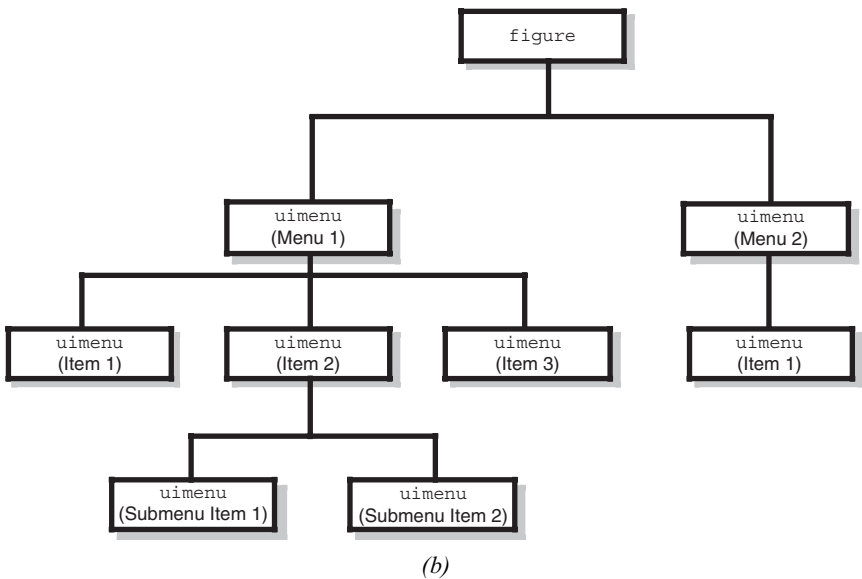 figure
uimenu
(Menu 1)
uimenu
(Menu 2)
uimenu
(Item 1)
uimenu
(Item 2)
uimenu
(Item 3)
uimenu
(Item 1)
uimenu
(Submenu Item 1)
uimenu
(Submenu Item 2)
(b)